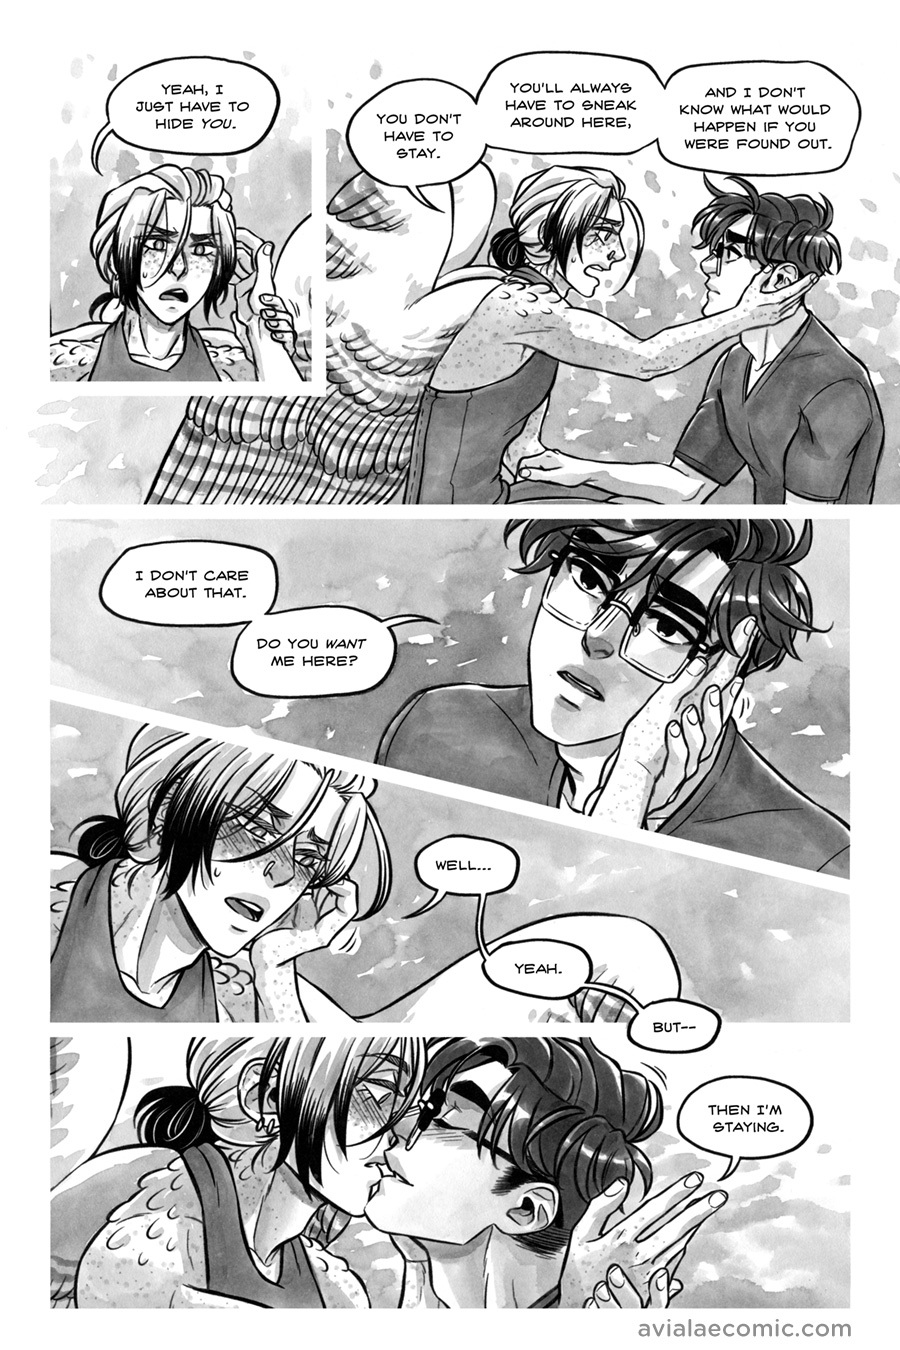 YEAH, I
JUST HAVE TO
HIDE YOU.
YOU DON'T
HAVE TO
STAY.
YOU'LL ALWAYS
HAVE TO SNEAK
AROUND HERE,
AND I DON'T
KNOW WHAT WOULD
HAPPEN IF YOU
WERE FOUND OUT.
I DON'T CARE
ABOUT THAT.
DO YOU WANT
ME HERE?
WELL...
YEAH.
BUT--
THEN I'M
STAYING.
avialaecomic.com